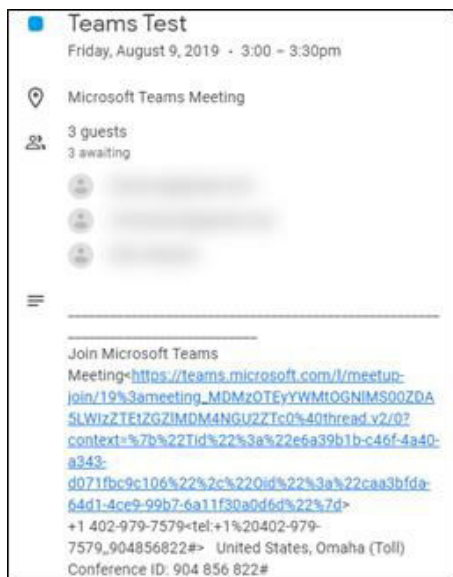 Teams Test
Friday, August 9, 2019 · 3:00 – 3:30pm
Microsoft Teams Meeting
3 guests
3 awaiting
Join Microsoft Teams
Meeting<https://teams.microsoft.com/l/meetup-
join/19%3ameeting_MDMzOTEyYWMtOGNlMS00ZDA
5LWIzZTEtZGZlMDM4NGU2ZTc0%40thread.v2/0?
context=%7b%22Tid%22%3a%22e6a39b1b-c46f-4a40-
a343-
d071fbc9c106%22%2c%22Oid%22%3a%22caa3bfda-
64d1-4ce9-99b7-6a11f30a0d6d%22%7d>
+1 402-979-7579<tel:+1%20402-979-
7579,,904856822#> United States, Omaha (Toll)
Conference ID: 904 856 822#